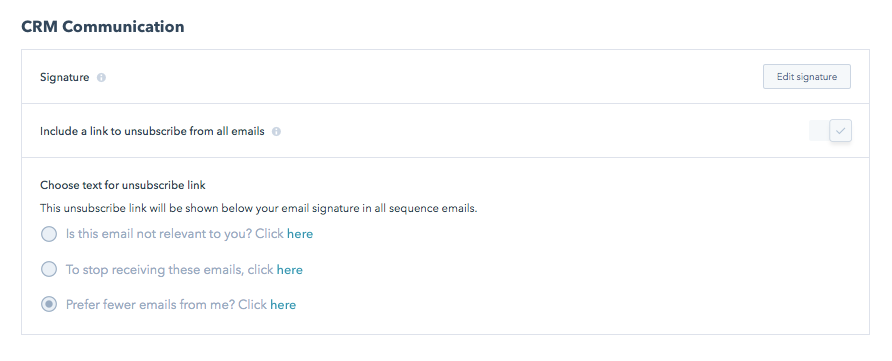 CRM Communication
Signature
Edit signature
Include a link to unsubscribe from all emails
Choose text for unsubscribe link
This unsubscribe link will be shown below your email signature in all sequence emails.
Is this email not relevant to you? Click here
To stop receiving these emails, click here
Prefer fewer emails from me? Click here